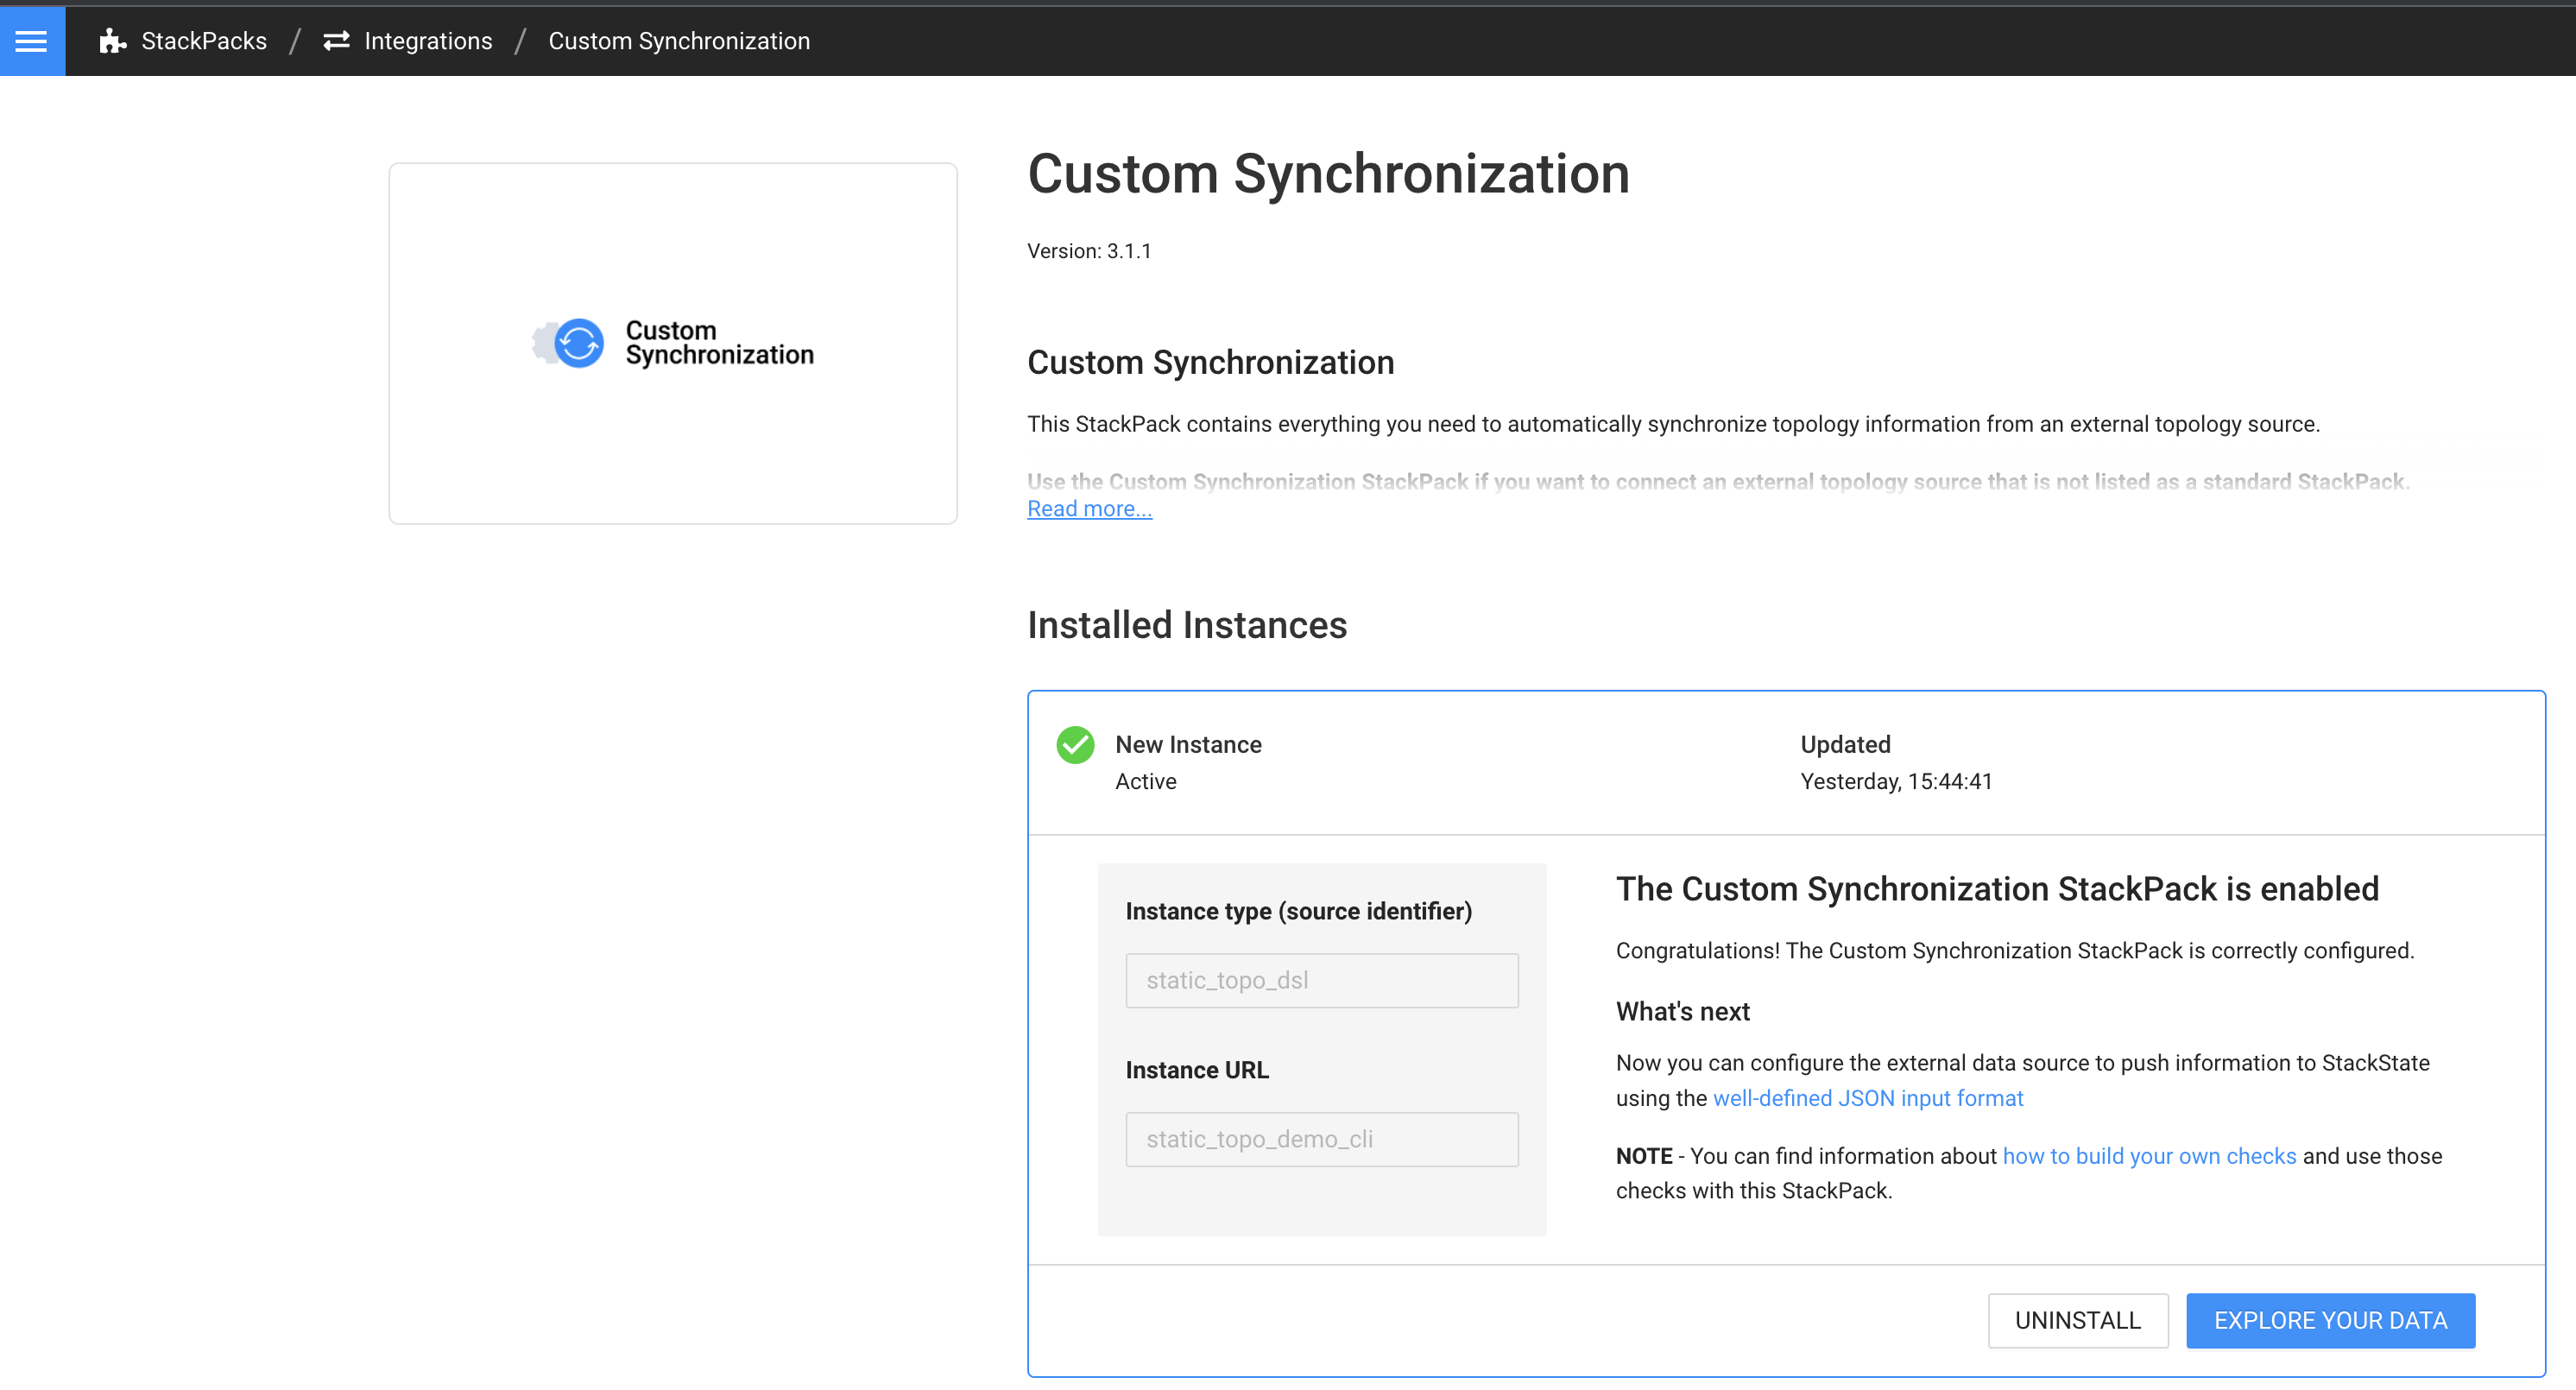 StackPacks / Integrations / Custom Synchronization
Custom
Synchronization
Custom Synchronization
Version: 3.1.1
Custom Synchronization
This StackPack contains everything you need to automatically synchronize topology information from an external topology source.
Use the Custom Synchronization StackPack if you want to connect an external topology source that is not listed as a standard StackPack.
Read more...
Installed Instances
New Instance
Active
Updated
Yesterday, 15:44:41
Instance type (source identifier)
static_topo_dsl
Instance URL
static_topo_demo_cli
The Custom Synchronization StackPack is enabled
Congratulations! The Custom Synchronization StackPack is correctly configured.
What's next
Now you can configure the external data source to push information to StackState
using the well-defined JSON input format
NOTE - You can find information about how to build your own checks and use those
checks with this StackPack.
UNINSTALL
EXPLORE YOUR DATA